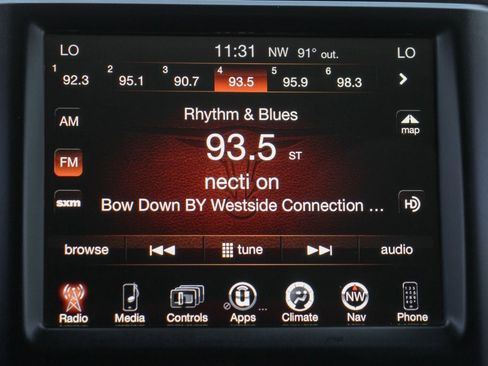 LO 11:31 NW 91° out. LO
1 92.3 2 95.1 3 90.7 4 93.5 5 95.9 6 98.3
AM Rhythm & Blues map
FM 93.5 ST
necti on
sxm Bow Down BY Westside Connection ... HD
browse tune audio
Radio Media Controls Apps ... Climate NW Nav Phone